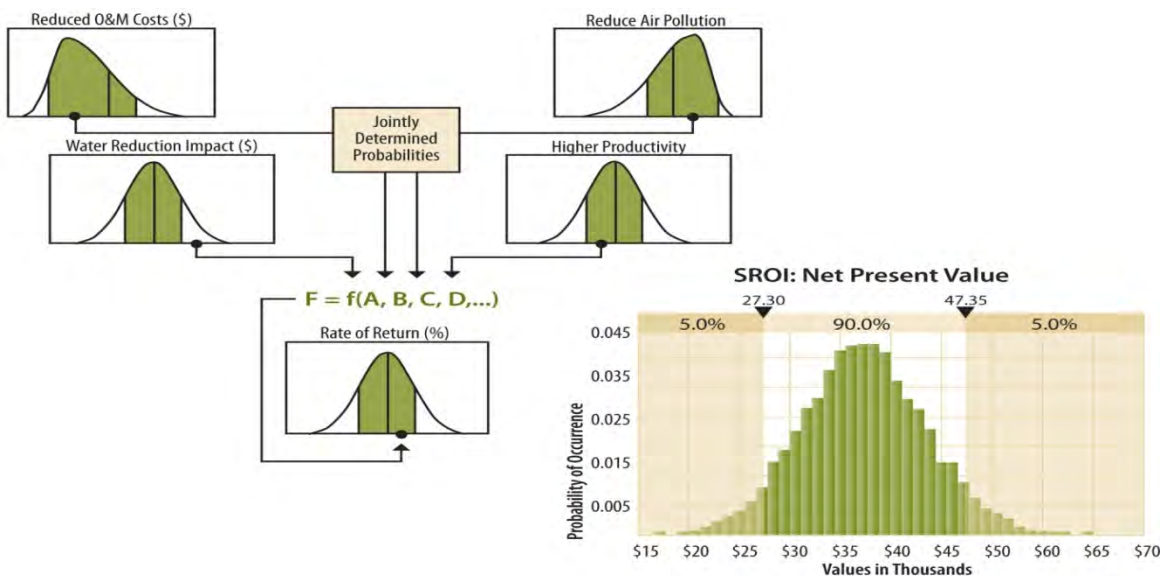 Reduced O&M Costs ($)
Reduce Air Pollution
Jointly
Determined
Probabilities
Water Reduction Impact ($)
Higher Productivity
F = f(A, B, C, D,...)
Rate of Return (%)
SROI: Net Present Value
27.30
47.35
5.0%
90.0%
5.0%
0.045
0.035
0.025
0.015
0.005
Probability of Occurrence
$15 $20 $25 $30 $35 $40 $45 $50 $60 $65 $70
Values in Thousands